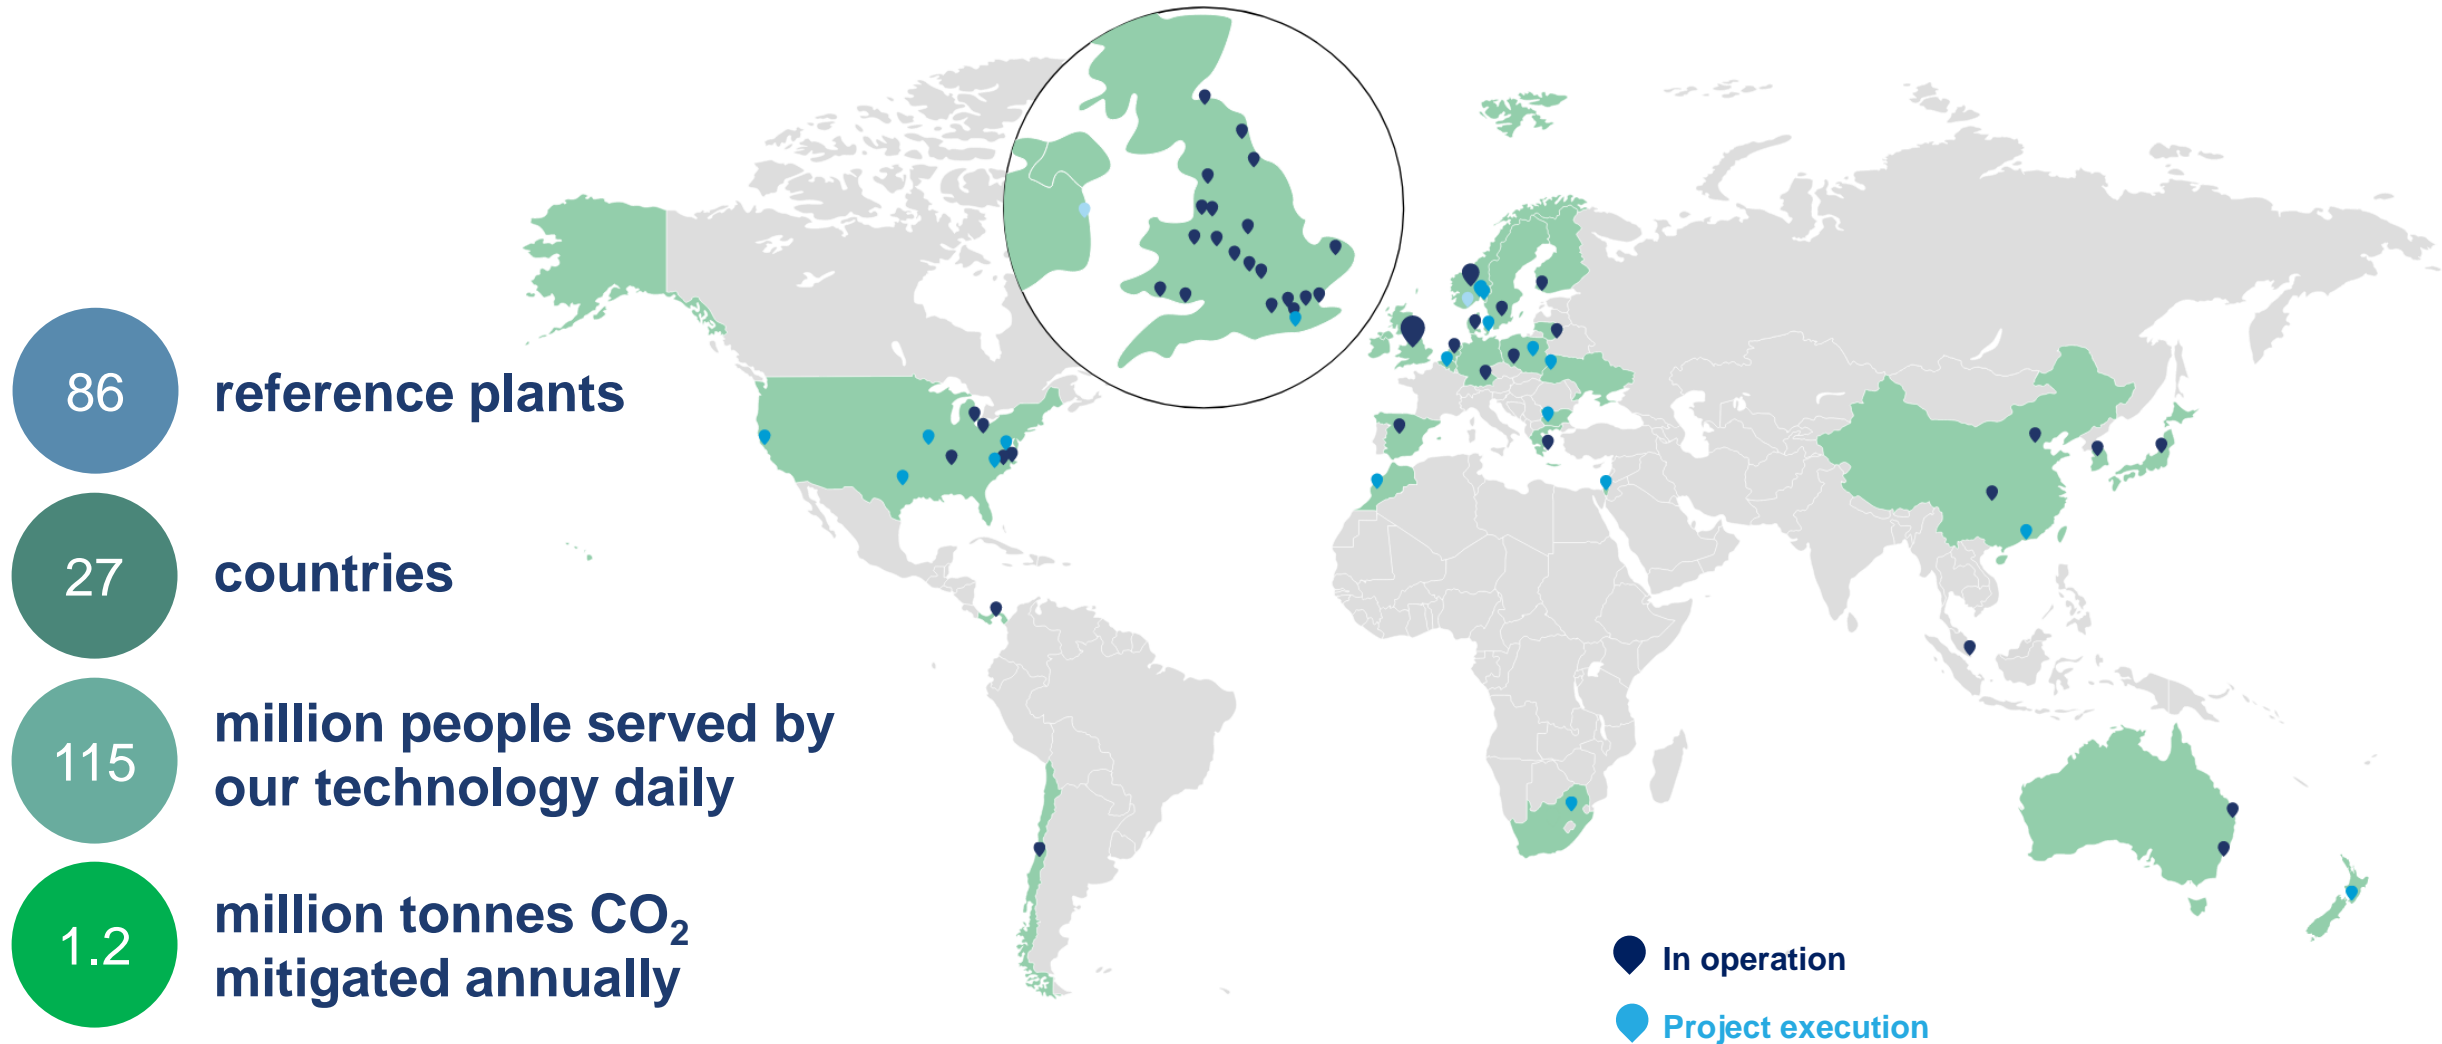 86
reference plants
27
countries
115
million people served by
our technology daily
1.2
million tonnes CO₂
mitigated annually
In operation
Project execution